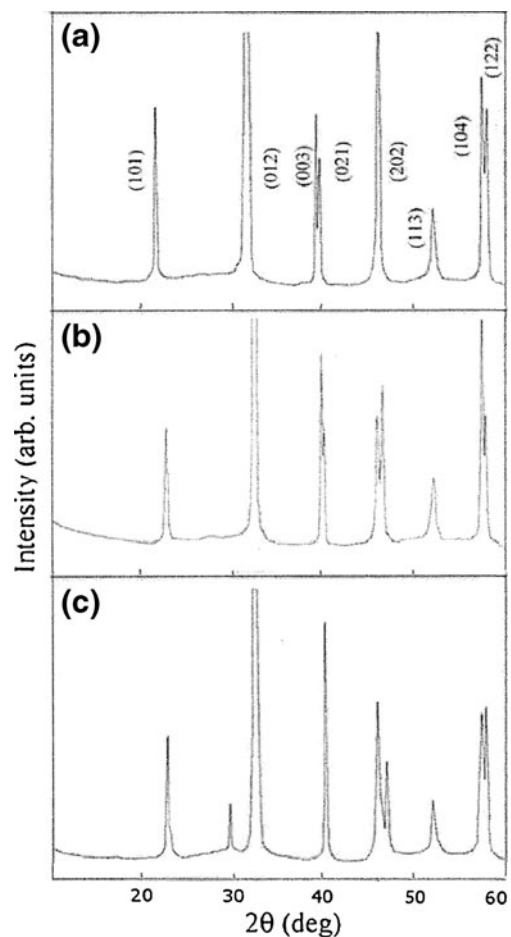 (a)
(101)
(012)
(003)
(021)
(202)
(113)
(104)
(122)
(b)
(c)
Intensity (arb. units)
20 30 40 50 60
2θ (deg)